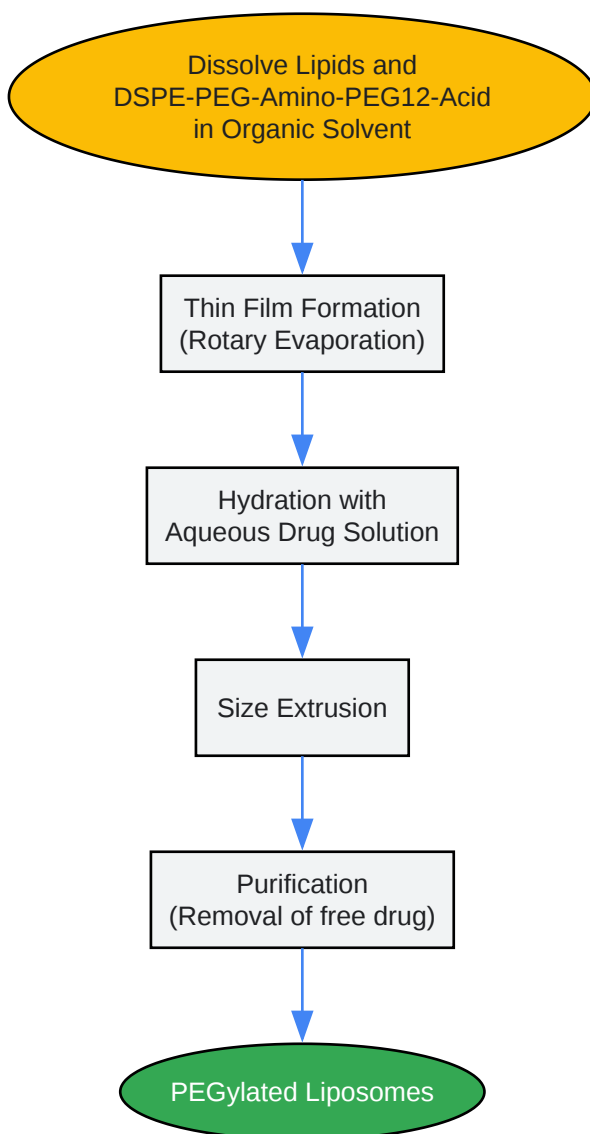 Dissolve Lipids and
DSPE-PEG-Amino-PEG12-Acid
in Organic Solvent
Thin Film Formation
(Rotary Evaporation)
Hydration with
Aqueous Drug Solution
Size Extrusion
Purification
(Removal of free drug)
PEGylated Liposomes